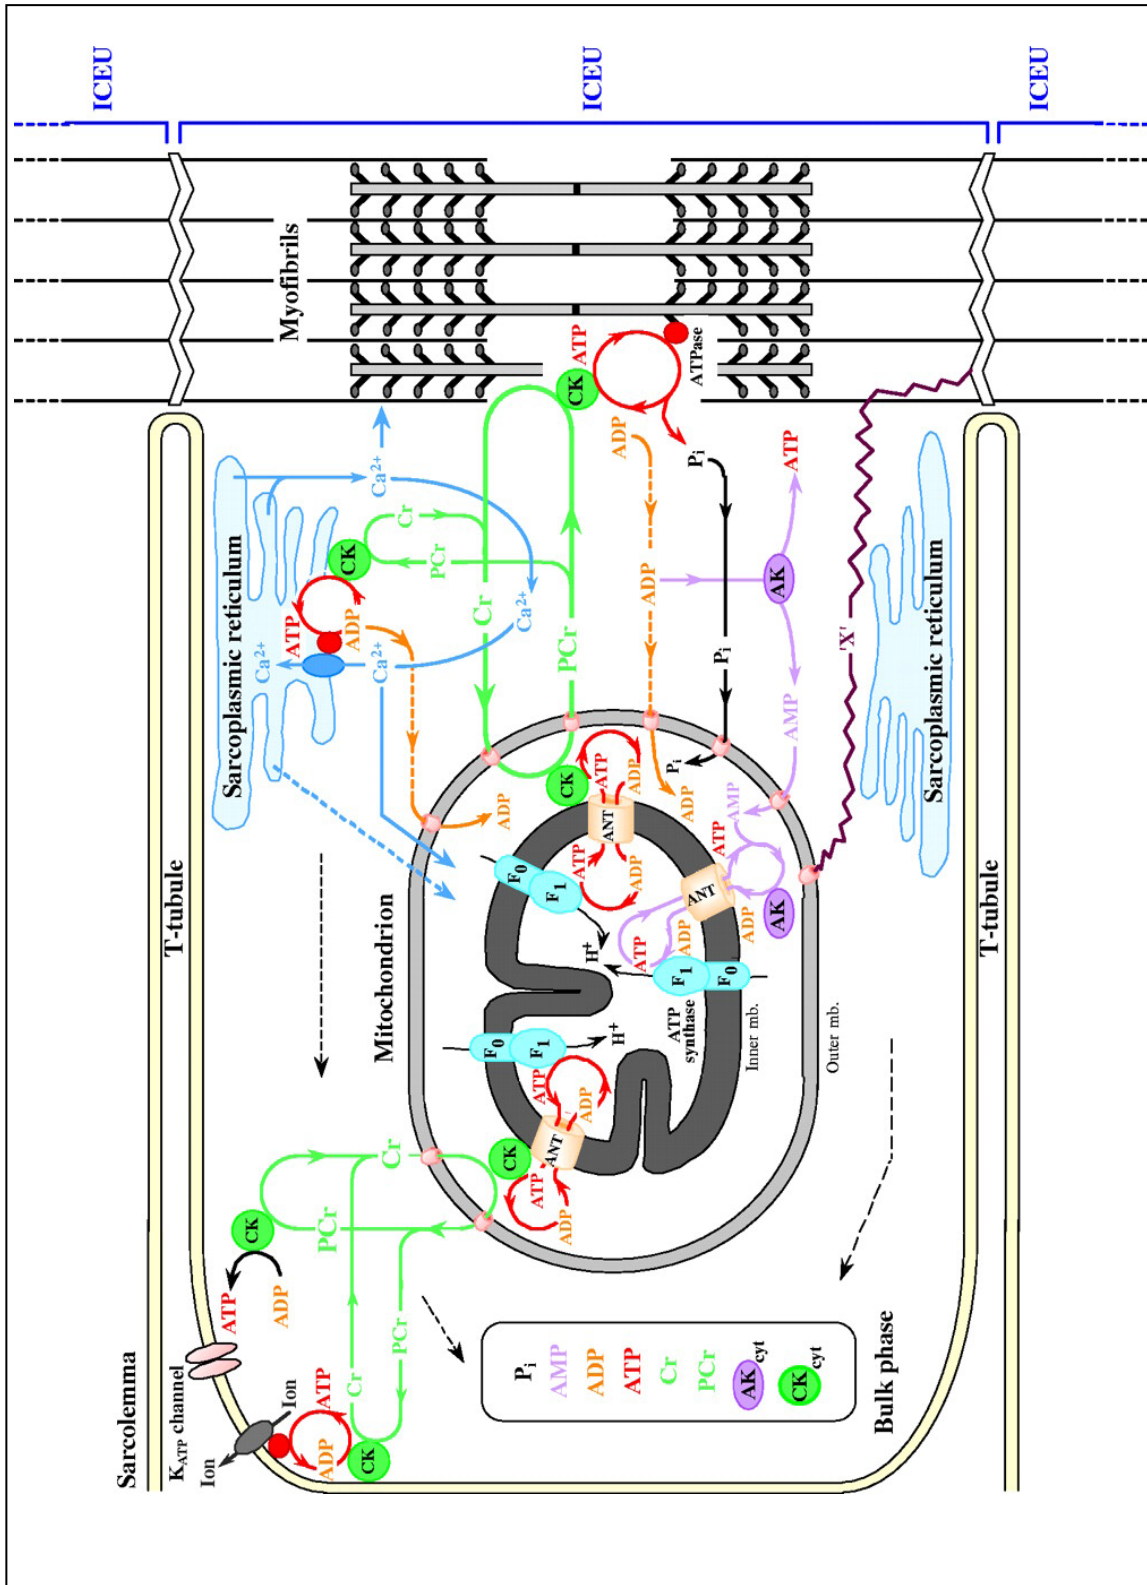 Sarcolemma
KATP channel
Ion
Ion
T-tubule
ATP
ADP
CK
ADP
ATP
CK
Cr
PCr
PCr
Cr
Sarcoplasmic reticulum
Ca2+
ATP
ADP
CK
Ca2+
Ca2+
Ca2+
PCr
Cr
Myofibrils
ICEU
ICEU
ICEU
Mitochondrion
ADP
Cr
PCr
CK
ATP
ADP
ANT
ATP
ADP
F0
F1
H+
F0
F1
H+
CK
ATP
ADP
ANT
ATP
ADP
CK
ATP
ATPase
ADP
ADP
ADP
Pi
Pi
Pi
ATP
ADP
ANT
ATP
ADP
AMP
AK
F1
F0
ATP
synthase
Inner mb.
Outer mb.
AMP
AK
ATP
'X'
Pi
AMP
ADP
ATP
Cr
PCr
AKcyt
CKcyt
Bulk phase
Sarcoplasmic reticulum
T-tubule